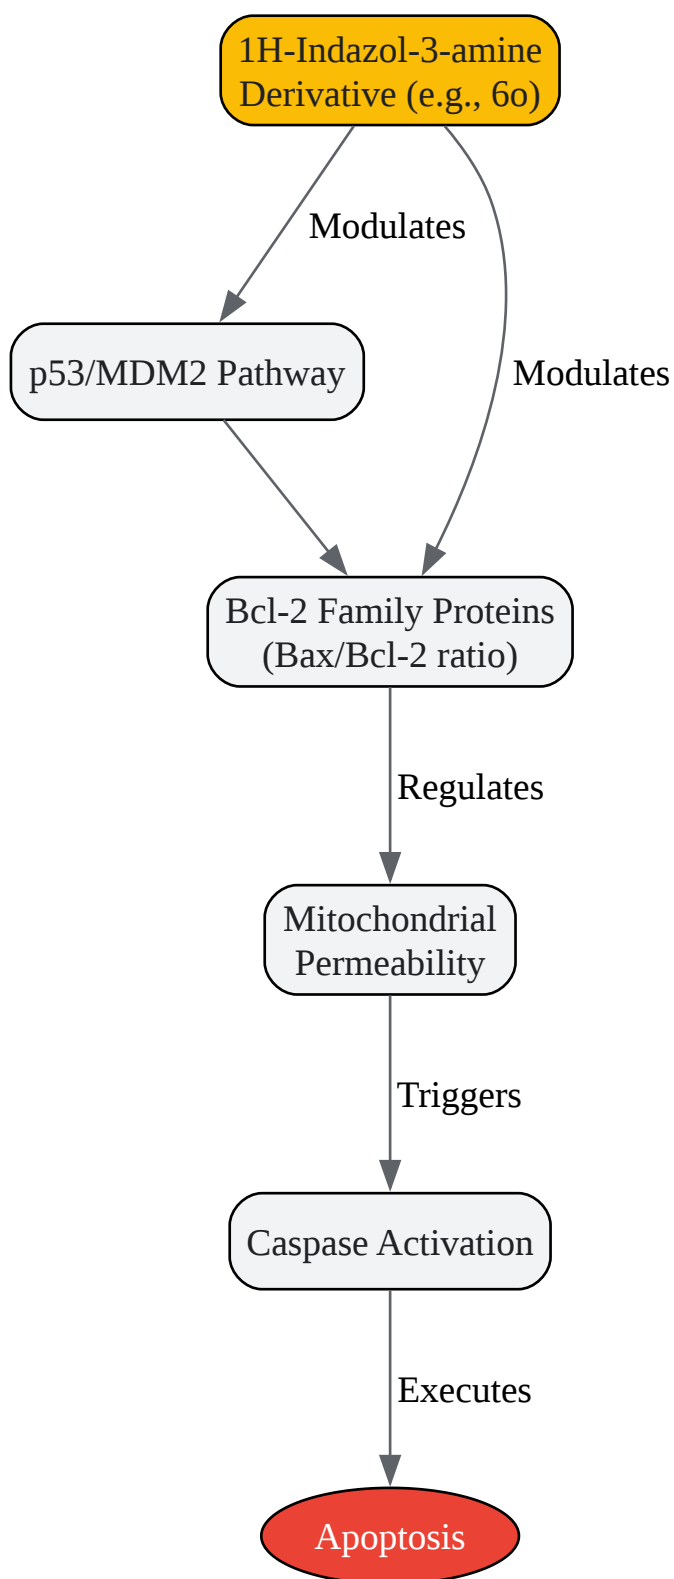 1H-Indazol-3-amine
Derivative (e.g., 6o)
Modulates
p53/MDM2 Pathway
Modulates
Bcl-2 Family Proteins
(Bax/Bcl-2 ratio)
Regulates
Mitochondrial
Permeability
Triggers
Caspase Activation
Executes
Apoptosis